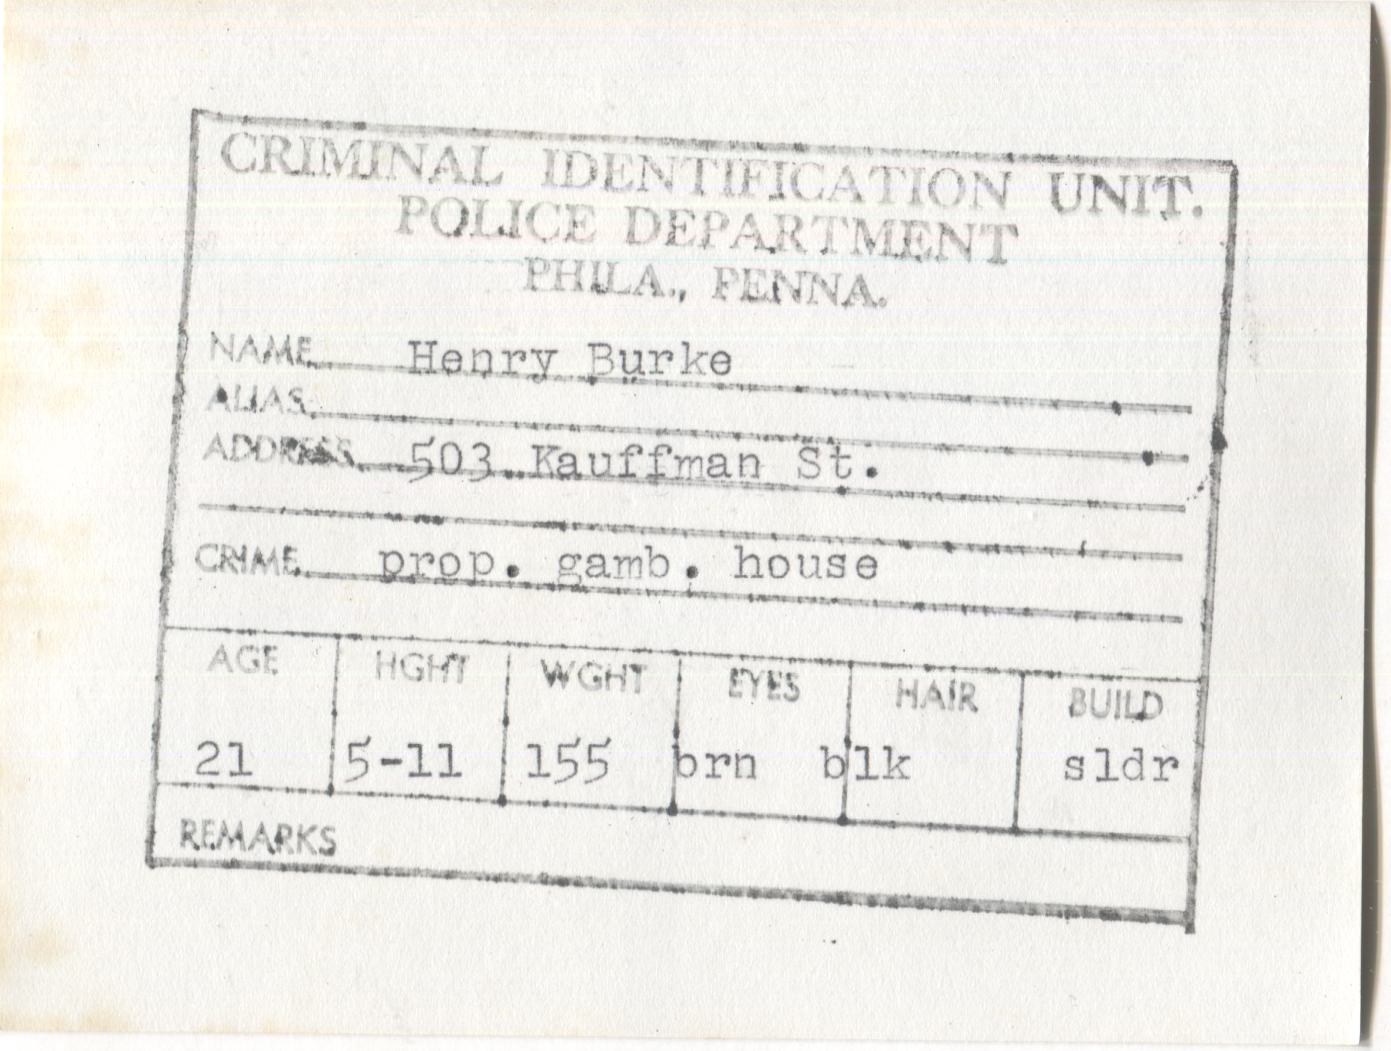 CRIMINAL IDENTIFICATION UNIT.
POLICE DEPARTMENT
PHILA., PENNA.
NAME Henry Burke
ALIAS
ADDRESS 503 Kauffman St.
CRIME prop. gamb. house
AGE HGHT WGHT EYES HAIR BUILD
21 5-11 155 brn blk sldr
REMARKS